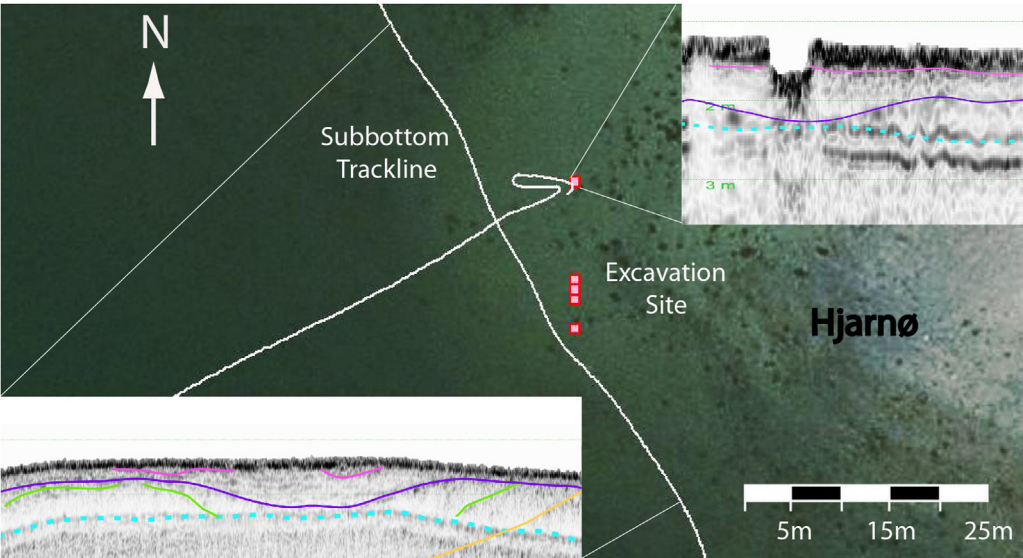 N
Subbottom
Trackline
2 m
3 m
Excavation
Site
Hjarnø
5m 15m 25m